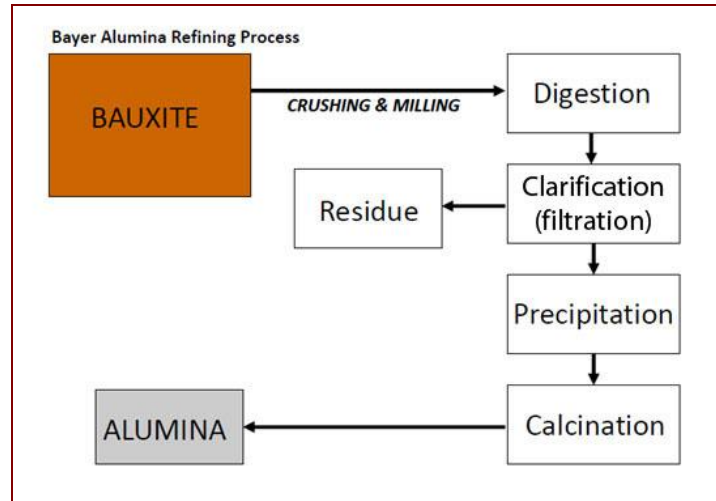 Bayer Alumina Refining Process
BAUXITE
CRUSHING & MILLING
Digestion
Clarification
(filtration)
Residue
Precipitation
Calcination
ALUMINA